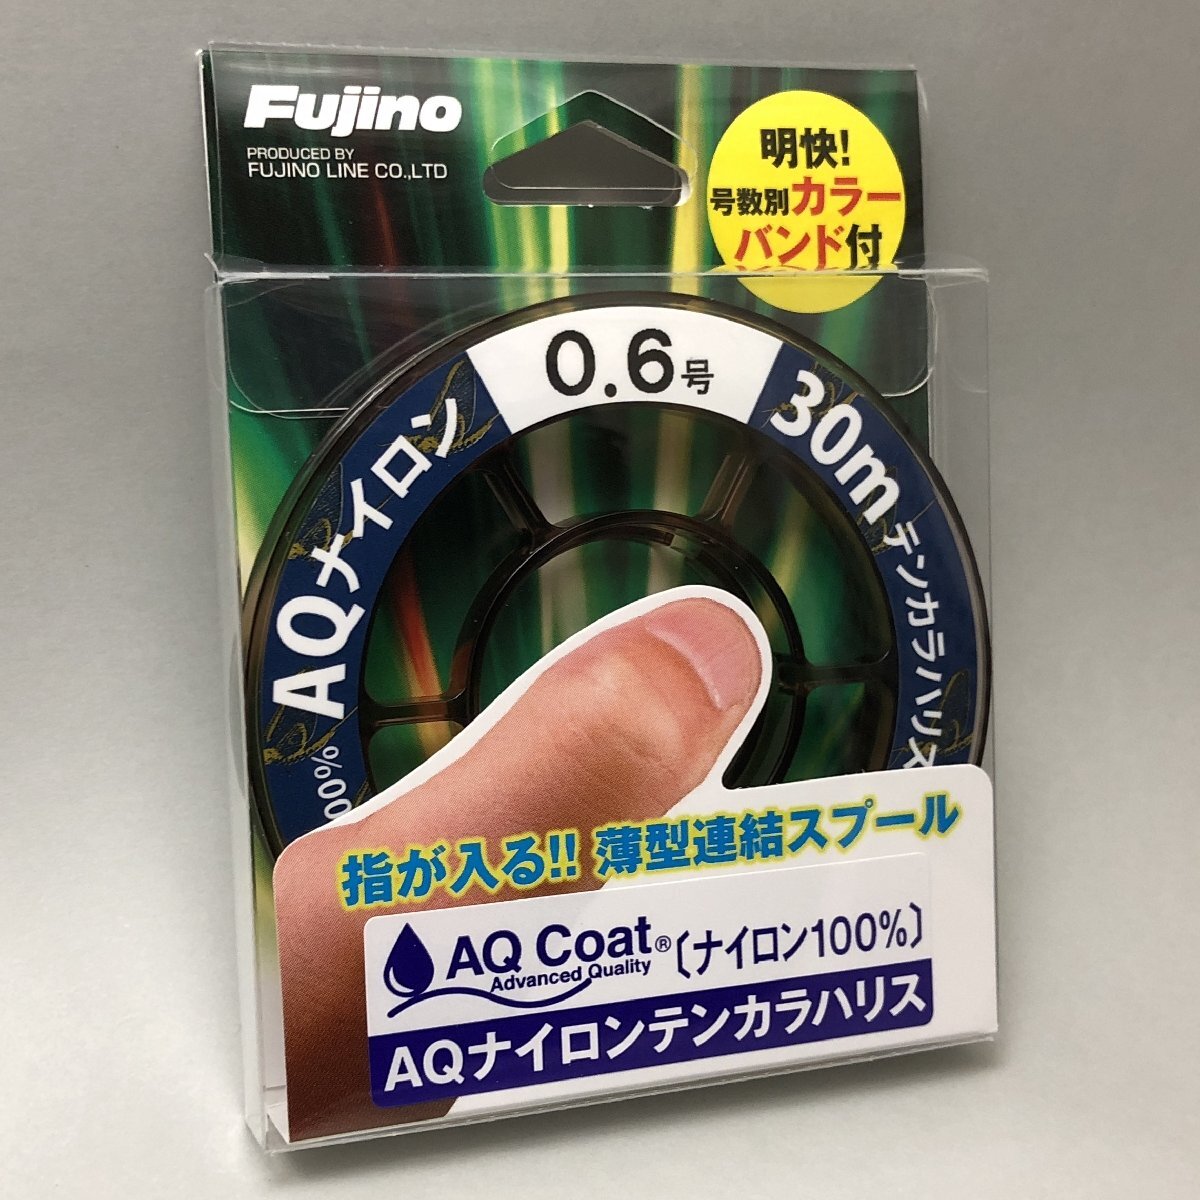 Fujino
PRODUCED BY
FUJINO LINE CO.,LTD
明快!
号数別カラー
バンド付
0.6号
30m テンカラハリス
AQナイロン
00%
指が入る!! 薄型連結スプール
AQ Coat® 〔ナイロン100%〕
Advanced Quality
AQナイロンテンカラハリス